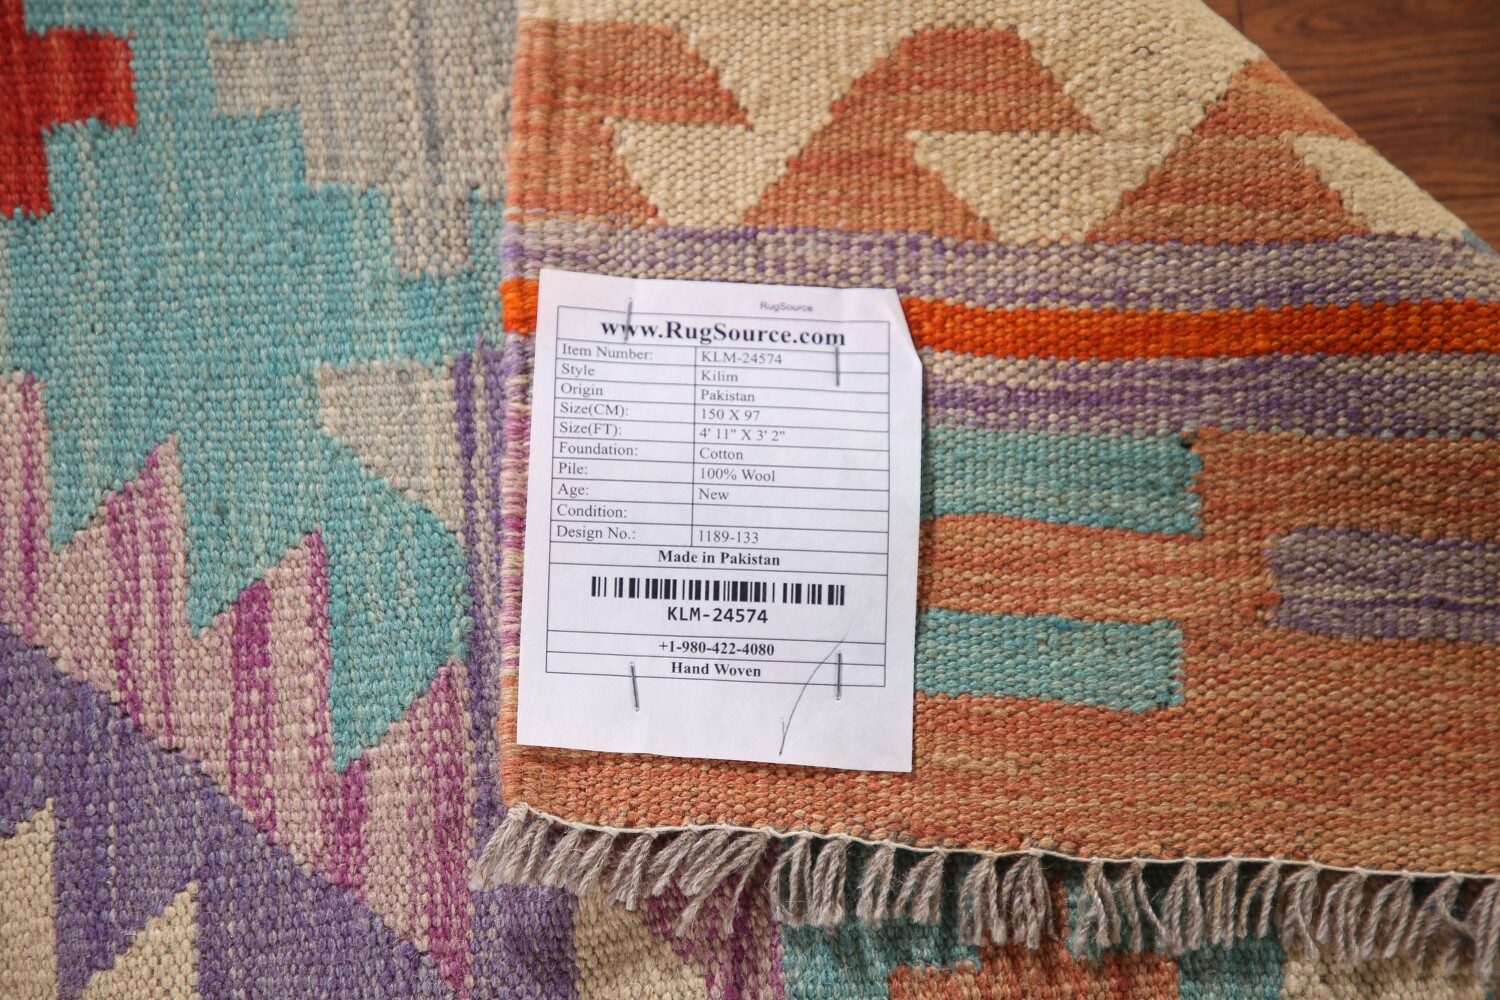 RugSource
www.RugSource.com
Item Number: KLM-24574
Style Kilim
Origin Pakistan
Size(CM): 150 X 97
Size(FT): 4' 11" X 3' 2"
Foundation: Cotton
Pile: 100% Wool
Age: New
Condition:
Design No.: 1189-133
Made in Pakistan
KLM-24574
+1-980-422-4080
Hand Woven